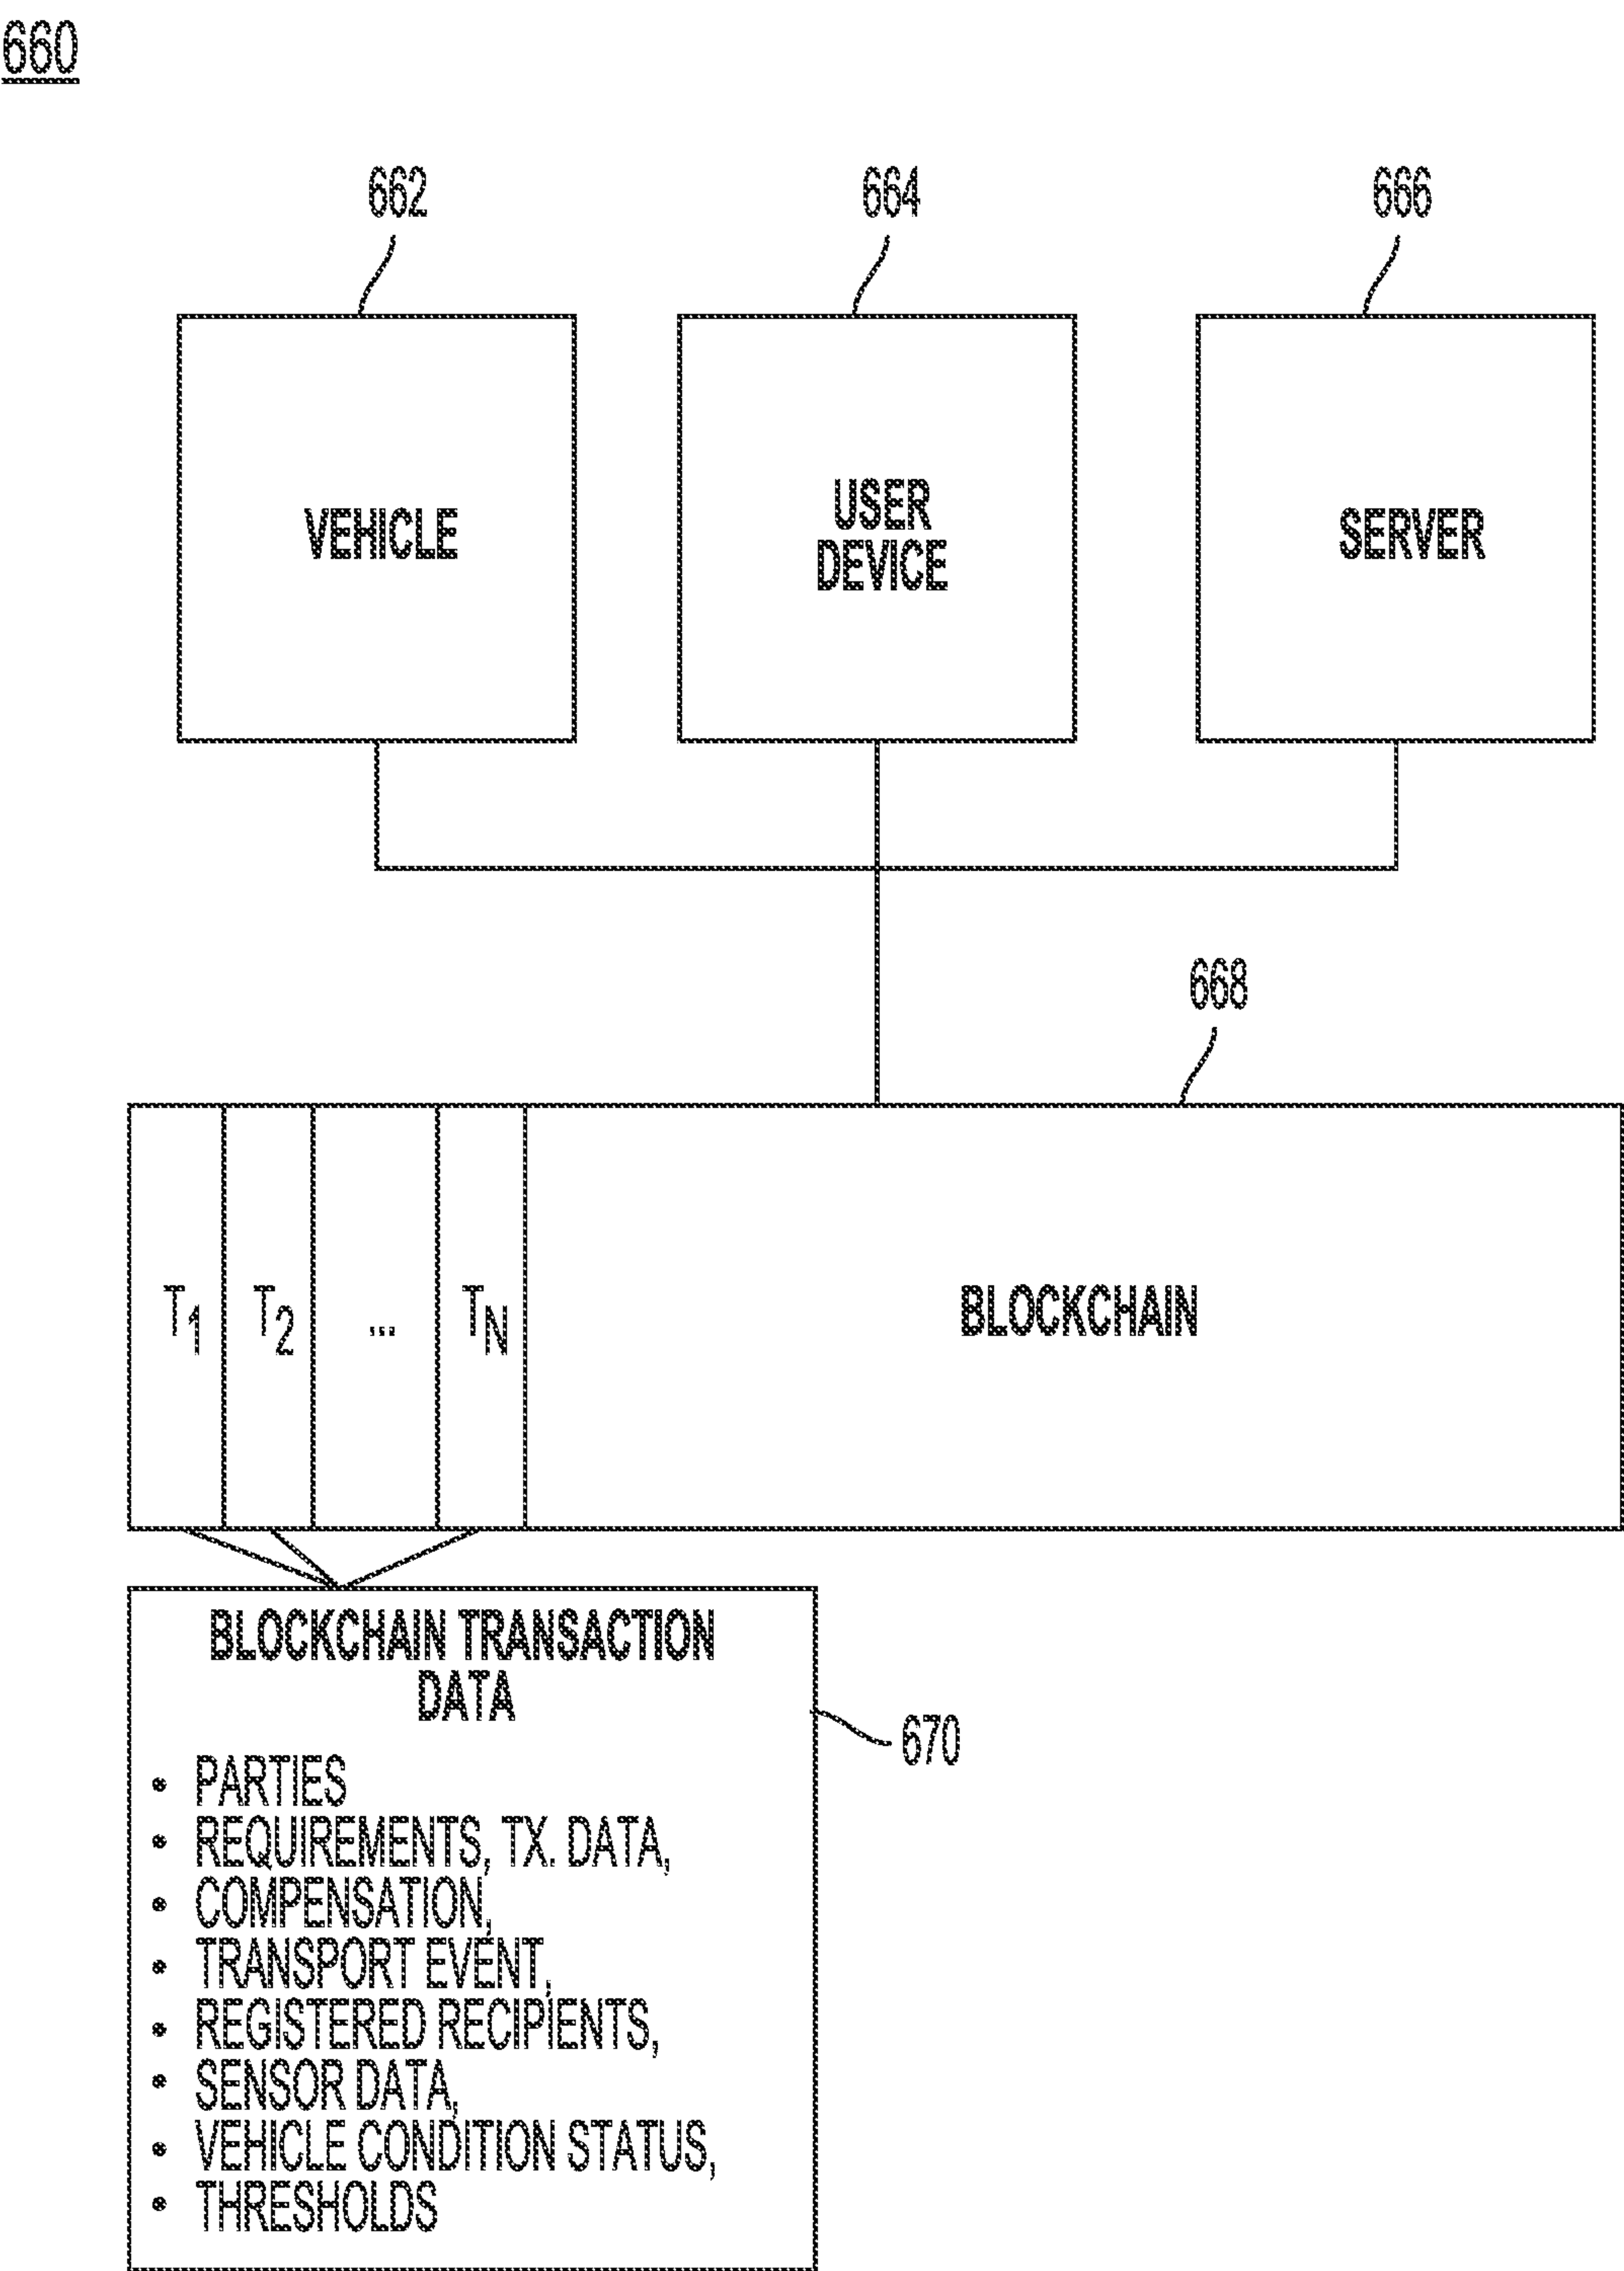 660
662
664
666
VEHICLE
USER
DEVICE
SERVER
668
T1
T2
...
TN
BLOCKCHAIN
BLOCKCHAIN TRANSACTION
DATA
670
• PARTIES
• REQUIREMENTS, TX. DATA,
• COMPENSATION,
• TRANSPORT EVENT,
• REGISTERED RECIPIENTS,
• SENSOR DATA,
• VEHICLE CONDITION STATUS,
• THRESHOLDS